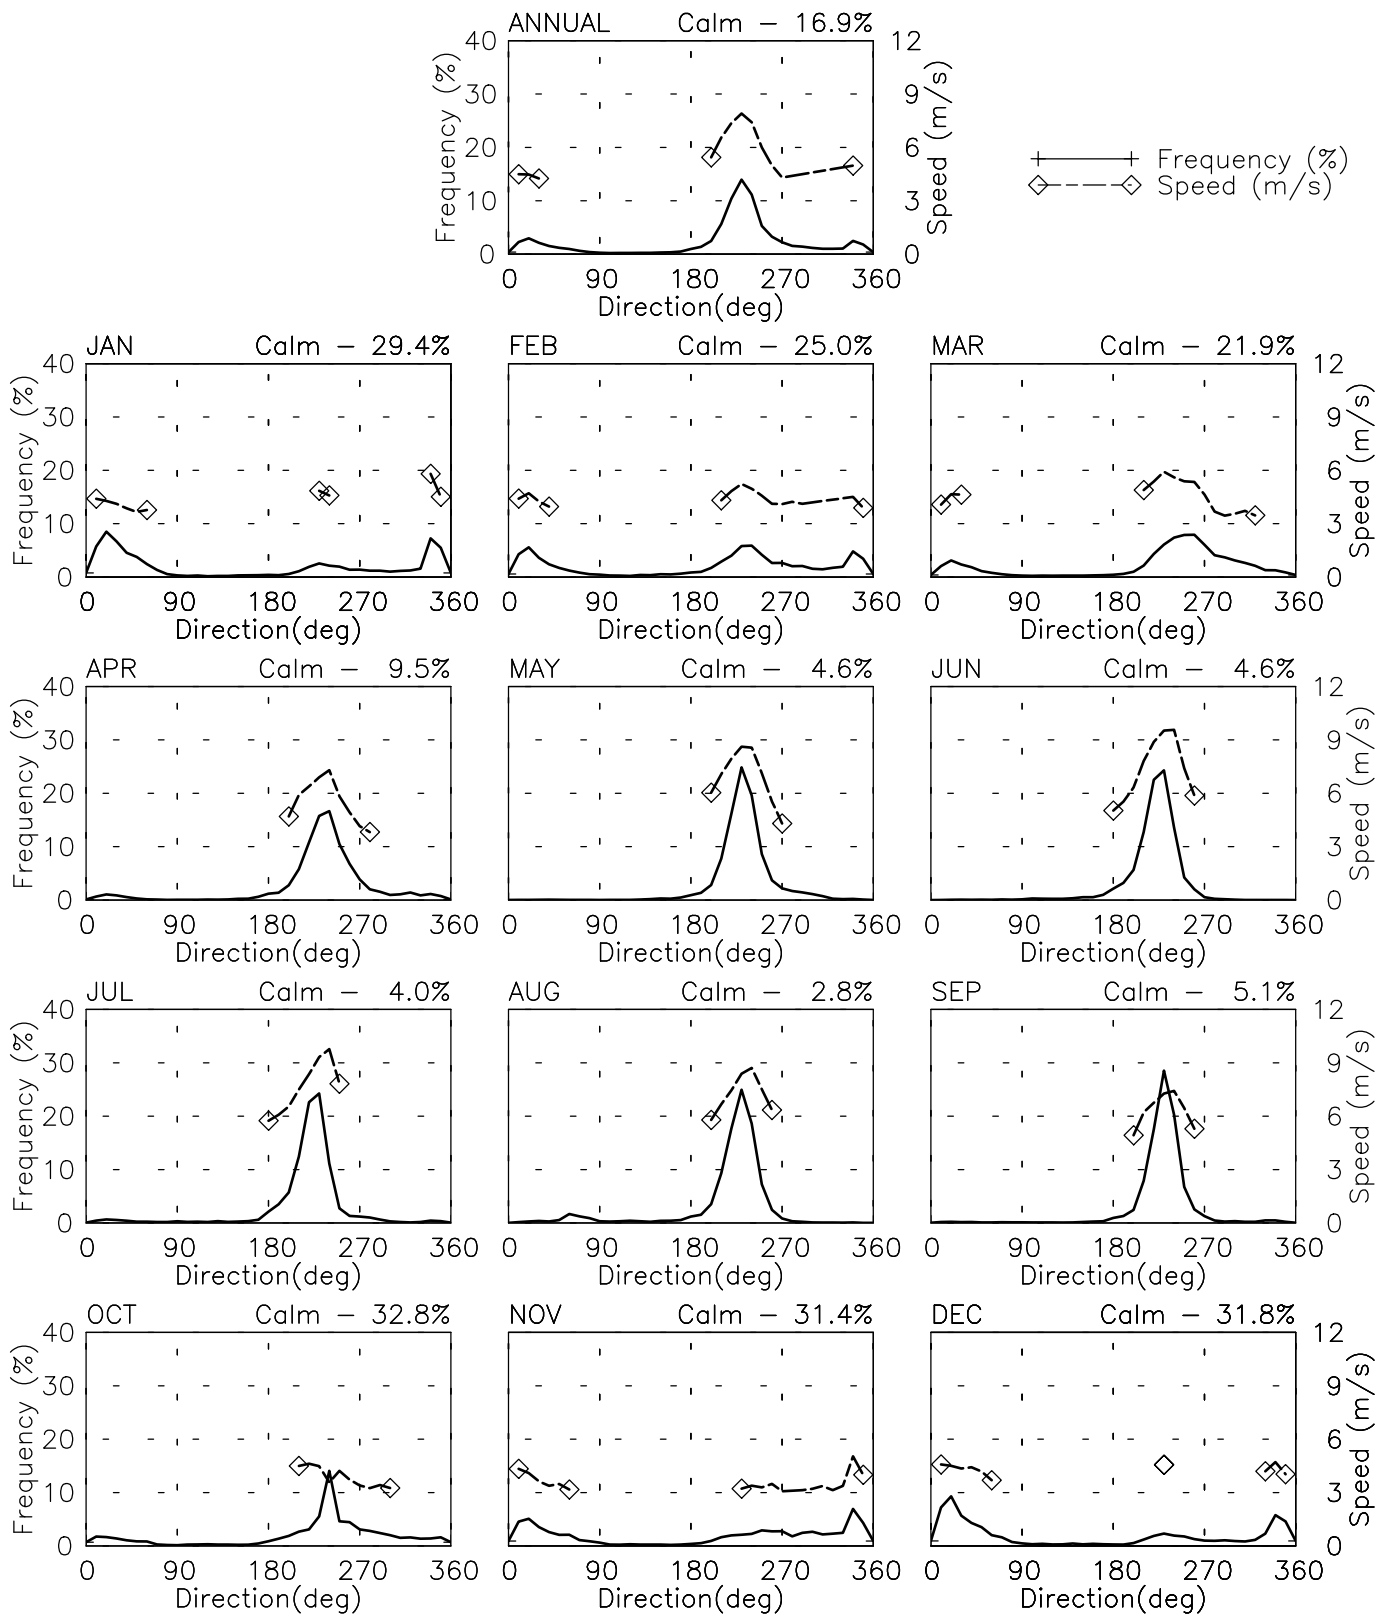 ANNUAL Calm – 16.9%
40 12
30 9
20 6
10 3
0 0
Frequency (%)
Speed (m/s)
0 90 180 270 360
Direction(deg)
Frequency (%)
Speed (m/s)
JAN Calm – 29.4% FEB Calm – 25.0% MAR Calm – 21.9%
40 12
30 9
20 6
10 3
0 0
Frequency (%)
Speed (m/s)
0 90 180 270 360 0 90 180 270 360 0 90 180 270 360
Direction(deg) Direction(deg) Direction(deg)
APR Calm – 9.5% MAY Calm – 4.6% JUN Calm – 4.6%
40 12
30 9
20 6
10 3
0 0
Frequency (%)
Speed (m/s)
0 90 180 270 360 0 90 180 270 360 0 90 180 270 360
Direction(deg) Direction(deg) Direction(deg)
JUL Calm – 4.0% AUG Calm – 2.8% SEP Calm – 5.1%
40 12
30 9
20 6
10 3
0 0
Frequency (%)
Speed (m/s)
0 90 180 270 360 0 90 180 270 360 0 90 180 270 360
Direction(deg) Direction(deg) Direction(deg)
OCT Calm – 32.8% NOV Calm – 31.4% DEC Calm – 31.8%
40 12
30 9
20 6
10 3
0 0
Frequency (%)
Speed (m/s)
0 90 180 270 360 0 90 180 270 360 0 90 180 270 360
Direction(deg) Direction(deg) Direction(deg)